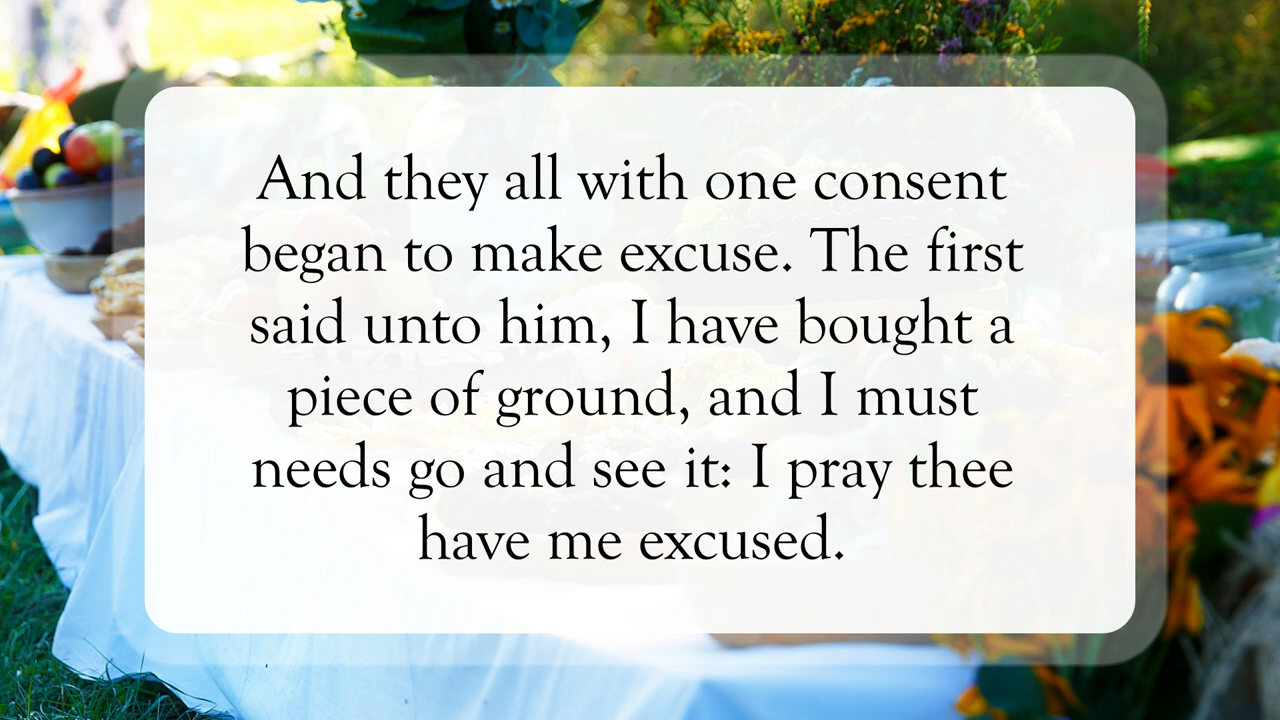 And they all with one consent
began to make excuse. The first
said unto him, I have bought a
piece of ground, and I must
needs go and see it: I pray thee
have me excused.